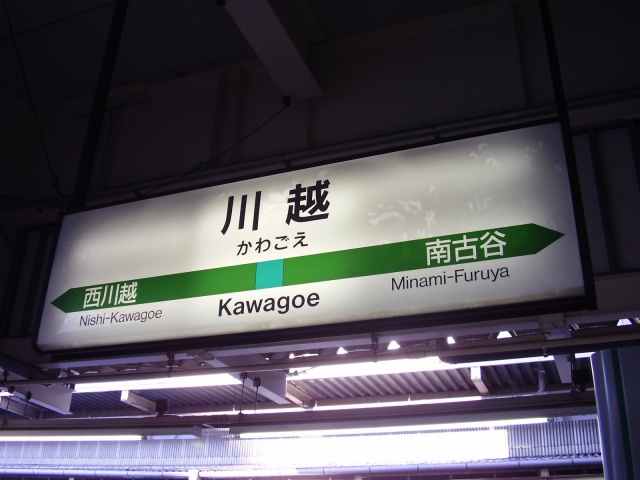 川越
かわごえ
西川越
南古谷
Nishi-Kawagoe
Kawagoe
Minami-Furuya